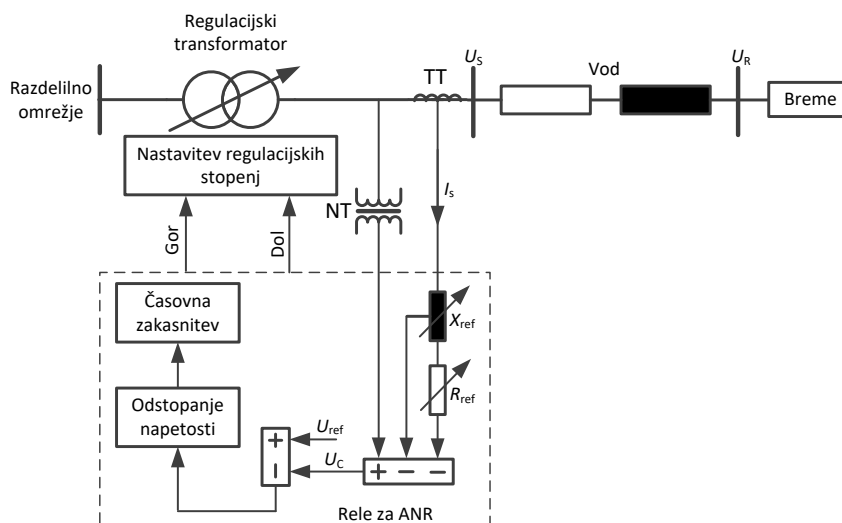 Regulacijski
transformator
Razdelilno
omrežje
TT
U_S
Vod
U_R
Breme
Nastavitev regulacijskih
stopenj
NT
I_s
Gor
Dol
Časovna
zakasnitev
X_ref
R_ref
Odstopanje
napetosti
U_ref
+
−
U_C
+ − −
Rele za ANR